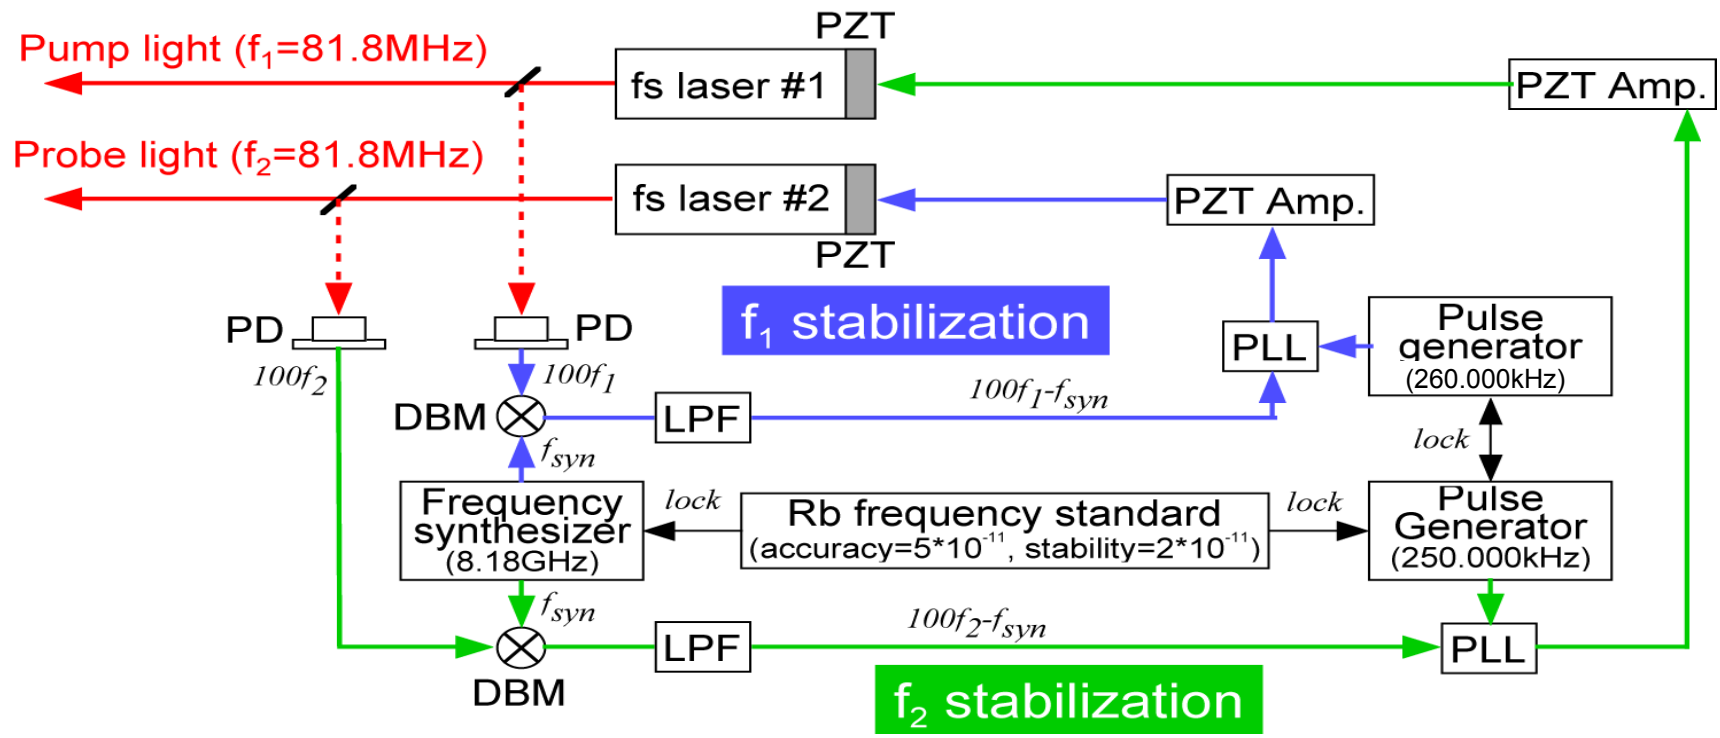 PZT
Pump light (f1=81.8MHz)
fs laser #1
PZT Amp.
Probe light (f2=81.8MHz)
fs laser #2
PZT Amp.
PZT
f1 stabilization
PD
PD
100f2
100f1
PLL
Pulse
generator
(260.000kHz)
DBM
LPF
100f1-fsyn
fsyn
lock
Frequency
synthesizer
(8.18GHz)
lock
Rb frequency standard
(accuracy=5*10-11, stability=2*10-11)
lock
Pulse
Generator
(250.000kHz)
fsyn
DBM
LPF
100f2-fsyn
PLL
f2 stabilization